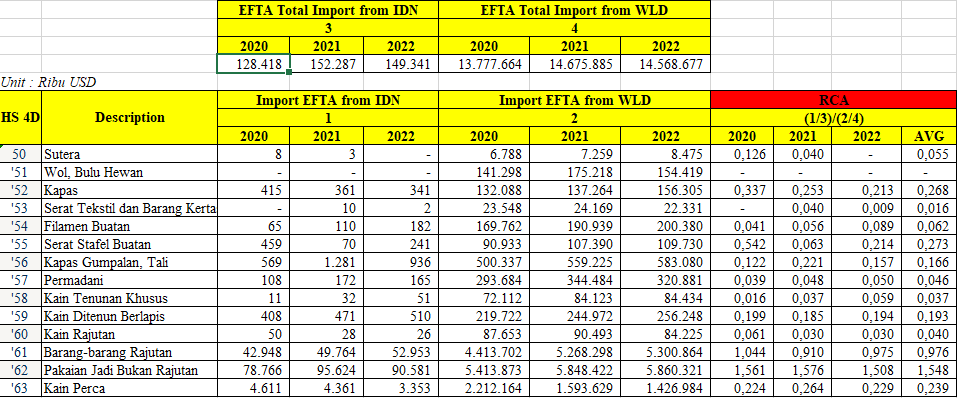 EFTA Total Import from IDN EFTA Total Import from WLD
3 4
2020 2021 2022 2020 2021 2022
128.418 152.287 149.341 13.777.664 14.675.885 14.568.677
Unit : Ribu USD
HS 4D Description Import EFTA from IDN Import EFTA from WLD RCA
1 2 (1/3)/(2/4)
2020 2021 2022 2020 2021 2022 2020 2021 2022 AVG
50 Sutera 8 3 - 6.788 7.259 8.475 0,126 0,040 - 0,055
'51 Wol, Bulu Hewan - - - 141.298 175.218 154.419 - - - -
'52 Kapas 415 361 341 132.088 137.264 156.305 0,337 0,253 0,213 0,268
'53 Serat Tekstil dan Barang Kerta - 10 2 23.548 24.169 22.331 - 0,040 0,009 0,016
'54 Filamen Buatan 65 110 182 169.762 190.939 200.380 0,041 0,056 0,089 0,062
'55 Serat Stafel Buatan 459 70 241 90.933 107.390 109.730 0,542 0,063 0,214 0,273
'56 Kapas Gumpalan, Tali 569 1.281 936 500.337 559.225 583.080 0,122 0,221 0,157 0,166
'57 Permadani 108 172 165 293.684 344.484 320.881 0,039 0,048 0,050 0,046
'58 Kain Tenunan Khusus 11 32 51 72.112 84.123 84.434 0,016 0,037 0,059 0,037
'59 Kain Ditenun Berlapis 408 471 510 219.722 244.972 256.248 0,199 0,185 0,194 0,193
'60 Kain Rajutan 50 28 26 87.653 90.493 84.225 0,061 0,030 0,030 0,040
'61 Barang-barang Rajutan 42.948 49.764 52.953 4.413.702 5.268.298 5.300.864 1,044 0,910 0,975 0,976
'62 Pakaian Jadi Bukan Rajutan 78.766 95.624 90.581 5.413.873 5.848.422 5.860.321 1,561 1,576 1,508 1,548
'63 Kain Perca 4.611 4.361 3.353 2.212.164 1.593.629 1.426.984 0,224 0,264 0,229 0,239